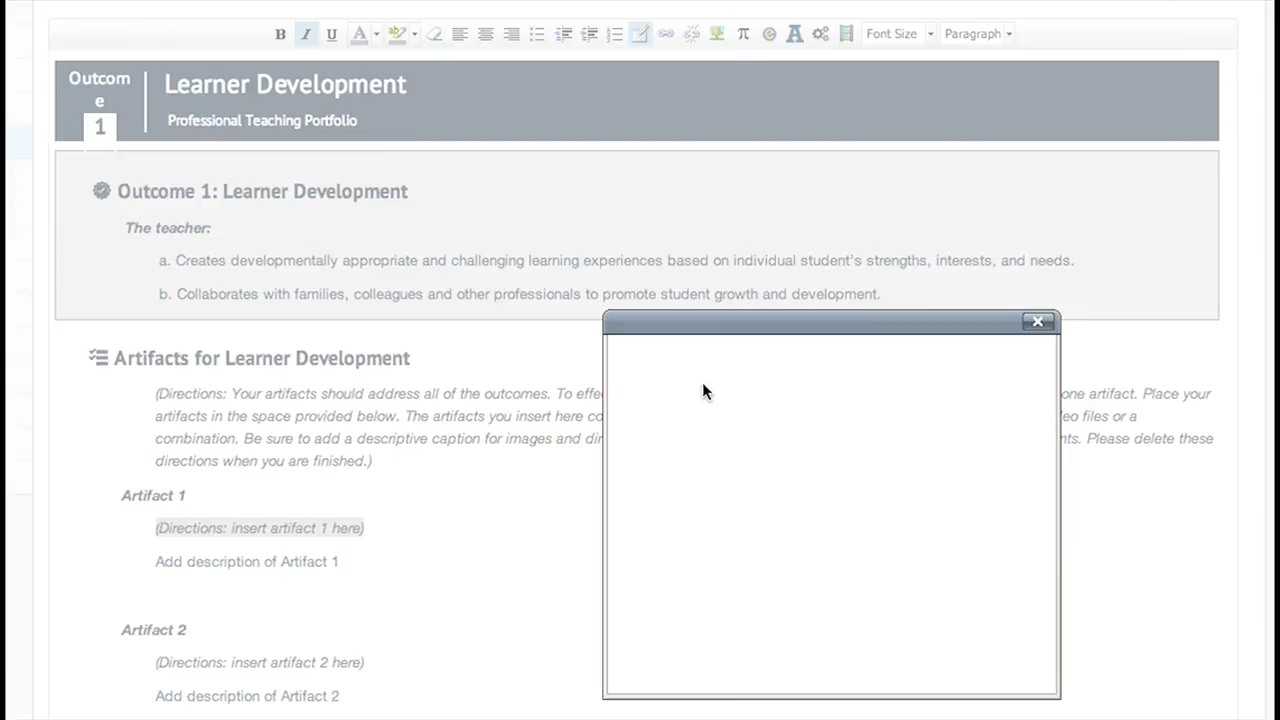 B I U A Font Size Paragraph
Outcom
e
1
Learner Development
Professional Teaching Portfolio
Outcome 1: Learner Development
The teacher:
a. Creates developmentally appropriate and challenging learning experiences based on individual student's strengths, interests, and needs.
b. Collaborates with families, colleagues and other professionals to promote student growth and development.
Artifacts for Learner Development
(Directions: Your artifacts should address all of the outcomes. To one artifact. Place your
artifacts in the space provided below. The artifacts you insert here files or a
combination. Be sure to add a descriptive caption for images and Please delete these
directions when you are finished.)
Artifact 1
(Directions: insert artifact 1 here)
Add description of Artifact 1
Artifact 2
(Directions: insert artifact 2 here)
Add description of Artifact 2